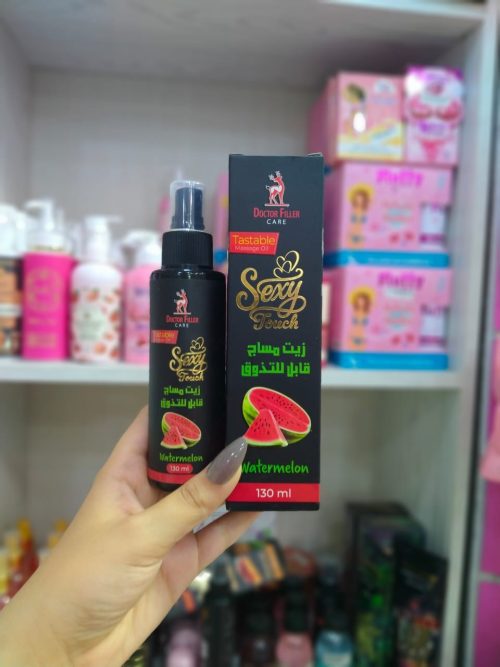 DOCTOR FILLER
CARE
Tastable
Massage Oil
Sexy
Touch
زيت مساج
قابل للتذوق
Watermelon
130 ml
DOCTOR FILLER
CARE
Sexy
Touch
زيت مساج
قابل للتذوق
Watermelon
130 ml